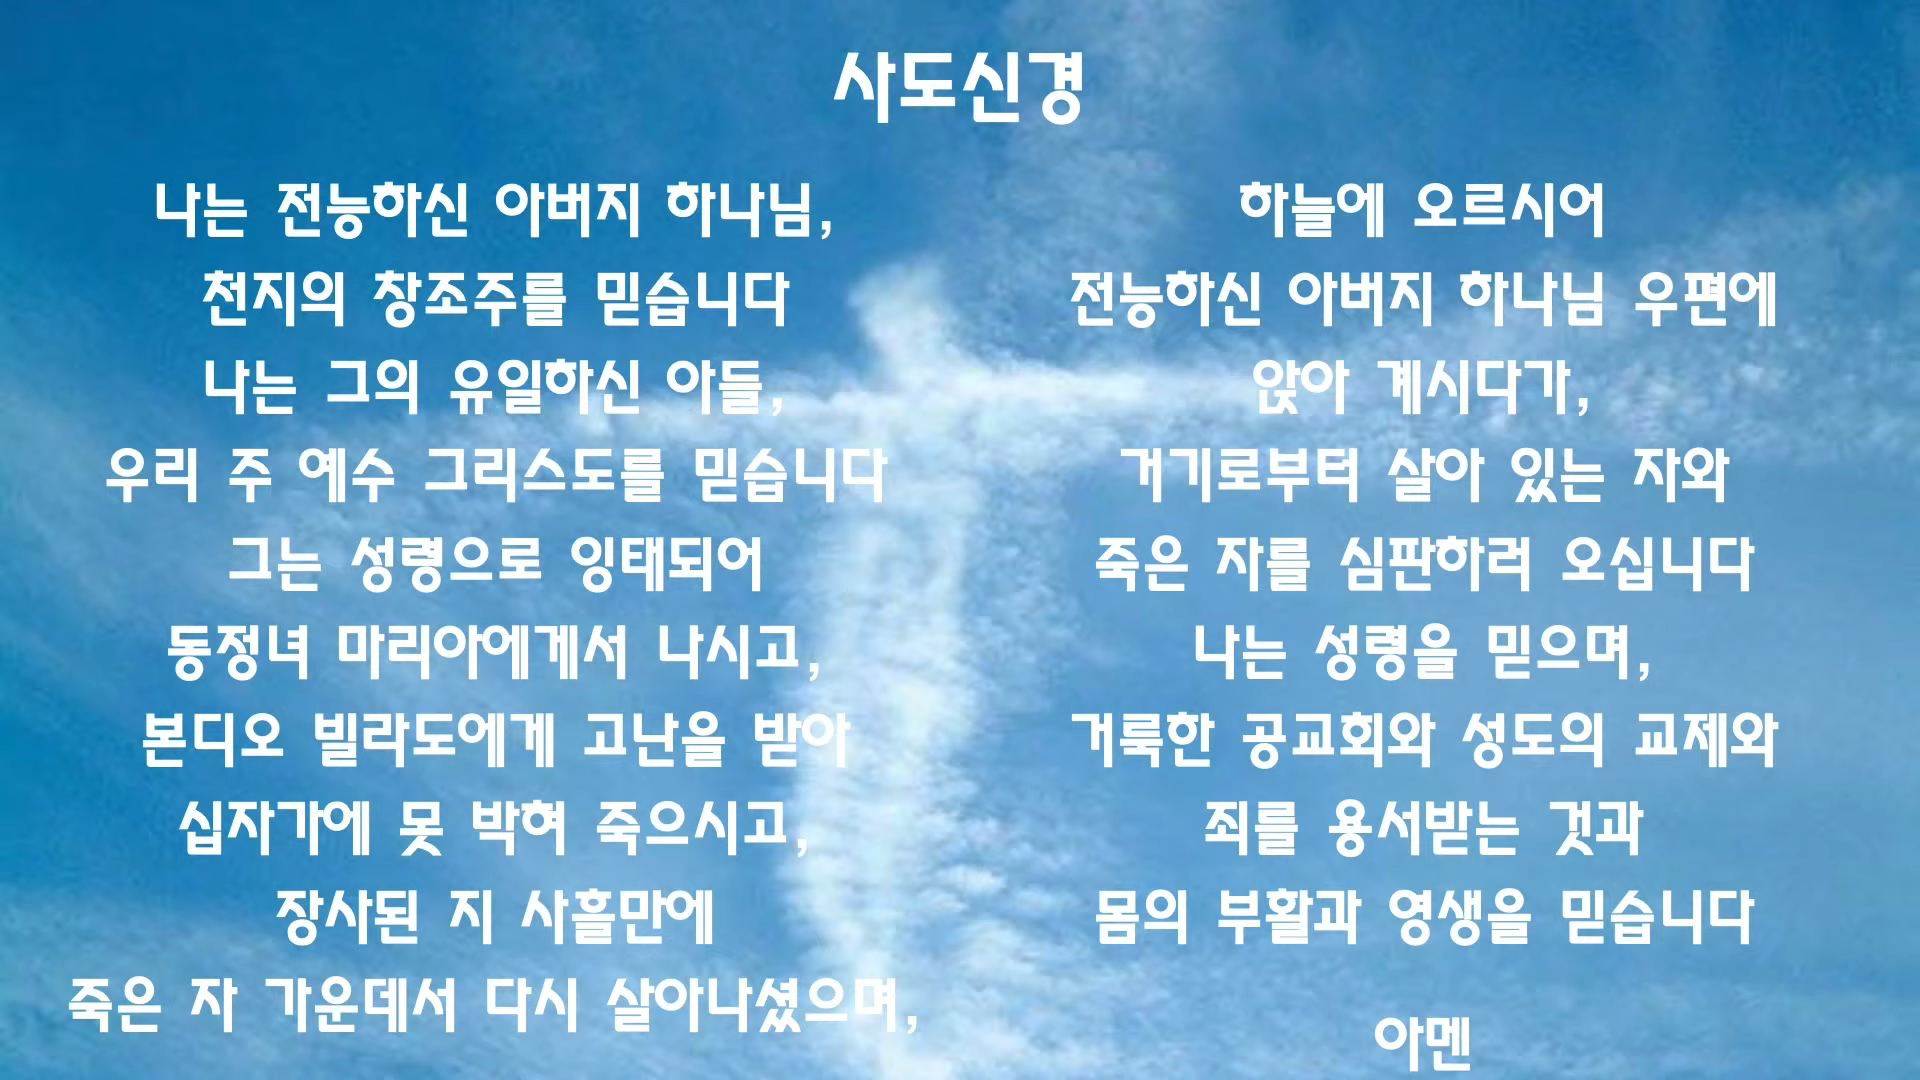 사도신경
나는 전능하신 아버지 하나님,
천지의 창조주를 믿습니다
나는 그의 유일하신 아들,
우리 주 예수 그리스도를 믿습니다
그는 성령으로 잉태되어
동정녀 마리아에게서 나시고,
본디오 빌라도에게 고난을 받아
십자가에 못 박혀 죽으시고,
장사된 지 사흘만에
죽은 자 가운데서 다시 살아나셨으며,
하늘에 오르시어
전능하신 아버지 하나님 우편에
앉아 계시다가,
거기로부터 살아 있는 자와
죽은 자를 심판하러 오십니다
나는 성령을 믿으며,
거룩한 공교회와 성도의 교제와
죄를 용서받는 것과
몸의 부활과 영생을 믿습니다
아멘